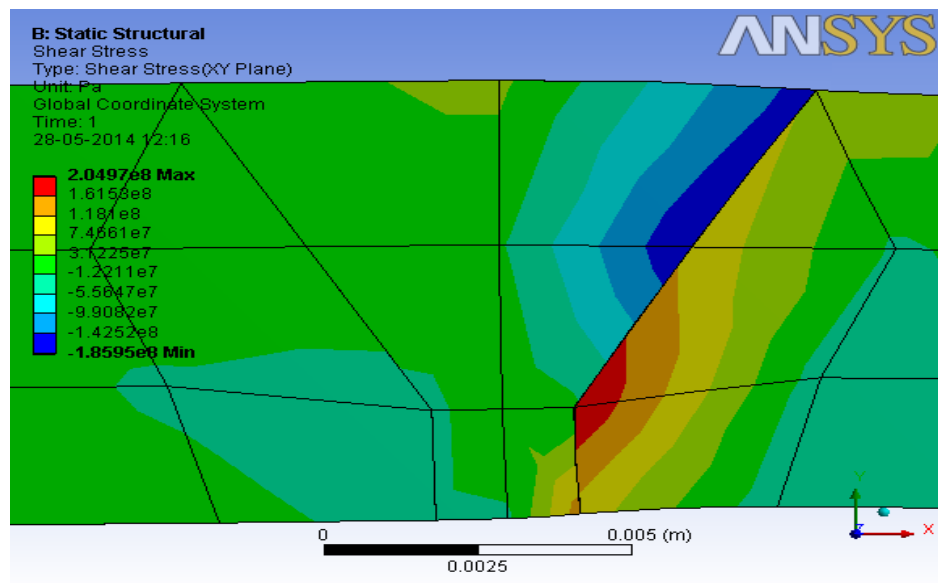 B: Static Structural
Shear Stress
Type: Shear Stress(XY Plane)
Unit: Pa
Global Coordinate System
Time: 1
28-05-2014 12:16
ANSYS
2.0497e8 Max
1.6153e8
1.181e8
7.4661e7
3.1225e7
-1.2211e7
-5.5647e7
-9.9082e7
-1.4252e8
-1.8595e8 Min
0
0.005 (m)
0.0025
Y
X
Z